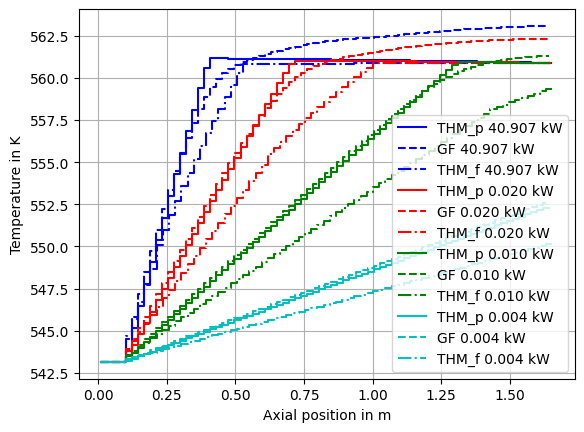 562.5
560.0
557.5
555.0
552.5
550.0
547.5
545.0
542.5
Temperature in K
0.00 0.25 0.50 0.75 1.00 1.25 1.50
Axial position in m
THM_p 40.907 kW
GF 40.907 kW
THM_f 40.907 kW
THM_p 0.020 kW
GF 0.020 kW
THM_f 0.020 kW
THM_p 0.010 kW
GF 0.010 kW
THM_f 0.010 kW
THM_p 0.004 kW
GF 0.004 kW
THM_f 0.004 kW